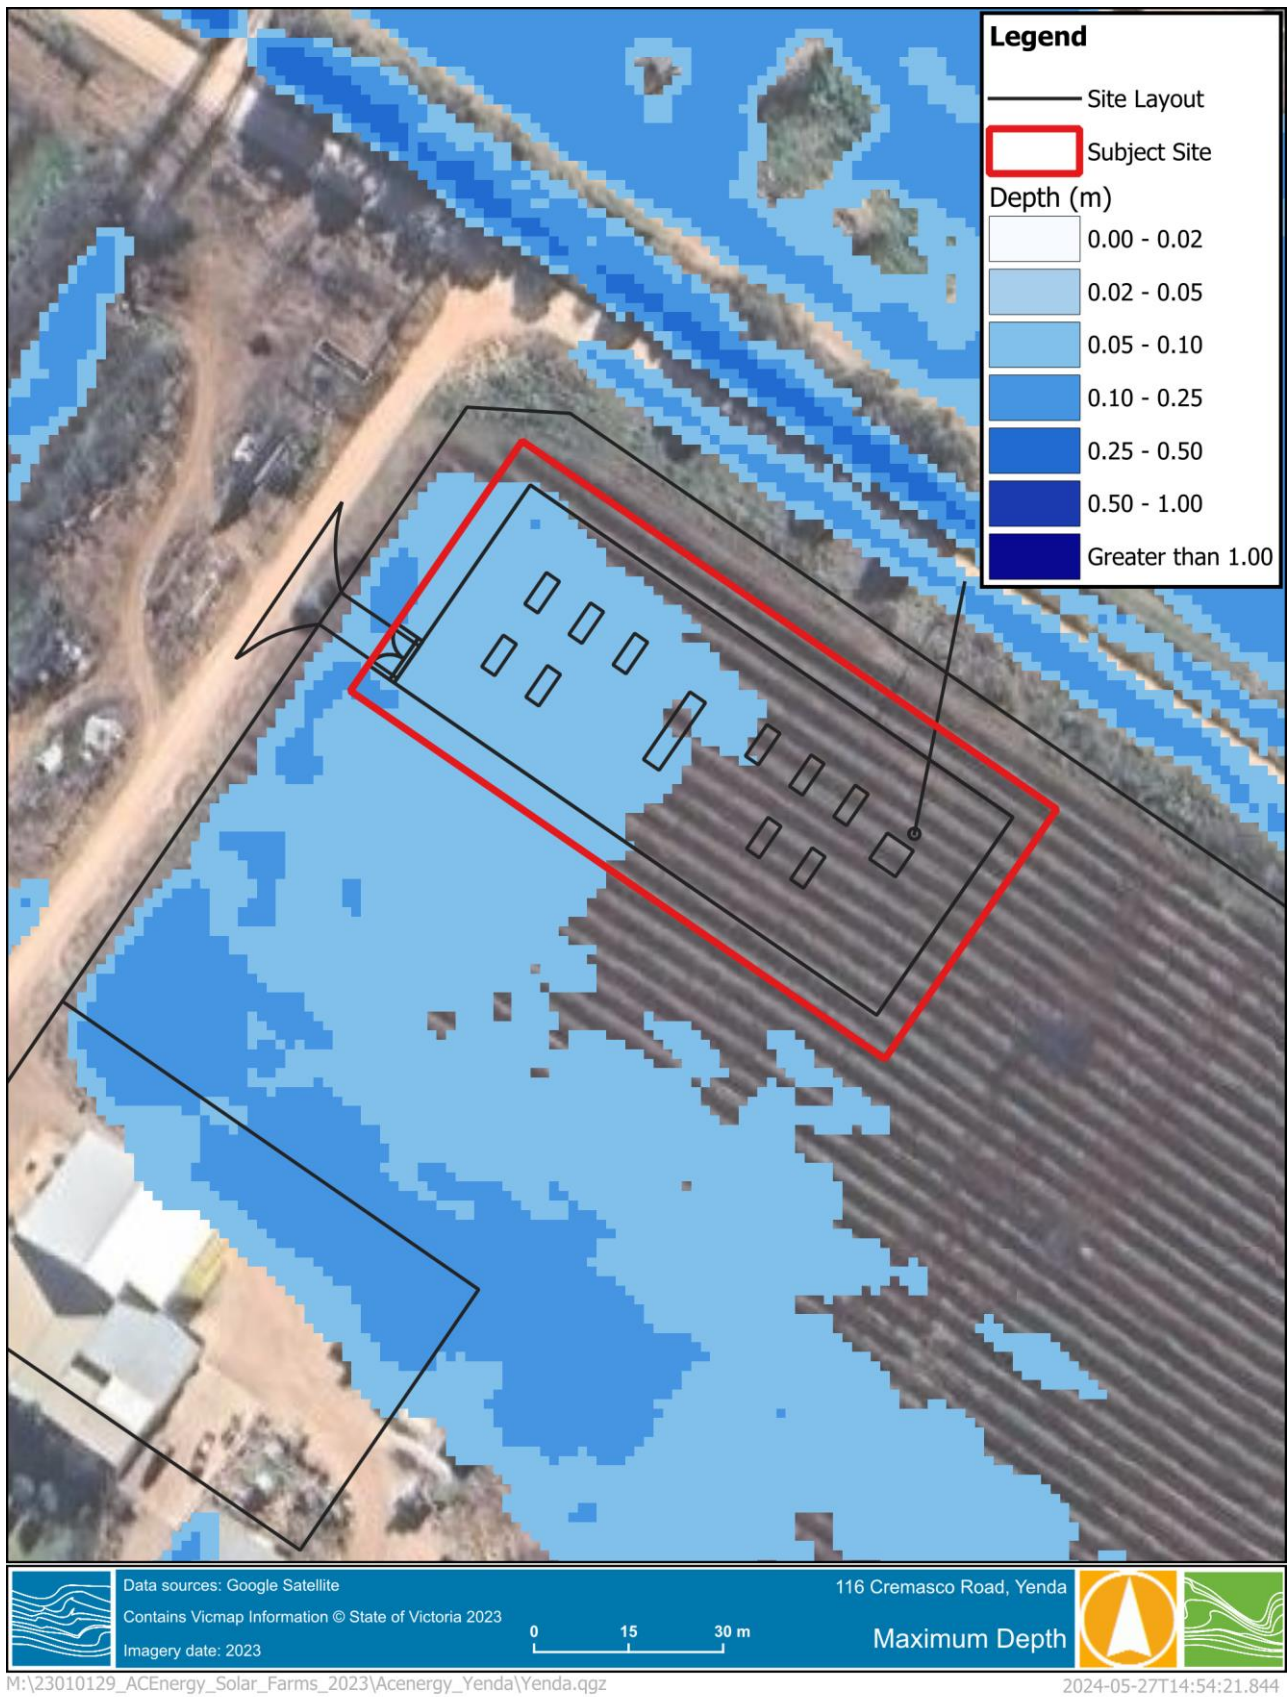 Legend
Site Layout
Subject Site
Depth (m)
0.00 - 0.02
0.02 - 0.05
0.05 - 0.10
0.10 - 0.25
0.25 - 0.50
0.50 - 1.00
Greater than 1.00
Data sources: Google Satellite
Contains Vicmap Information © State of Victoria 2023
Imagery date: 2023
0 15 30 m
116 Cremasco Road, Yenda
Maximum Depth
M:\23010129_ACEnergy_Solar_Farms_2023\Acenergy_Yenda\Yenda.qgz
2024-05-27T14:54:21.844